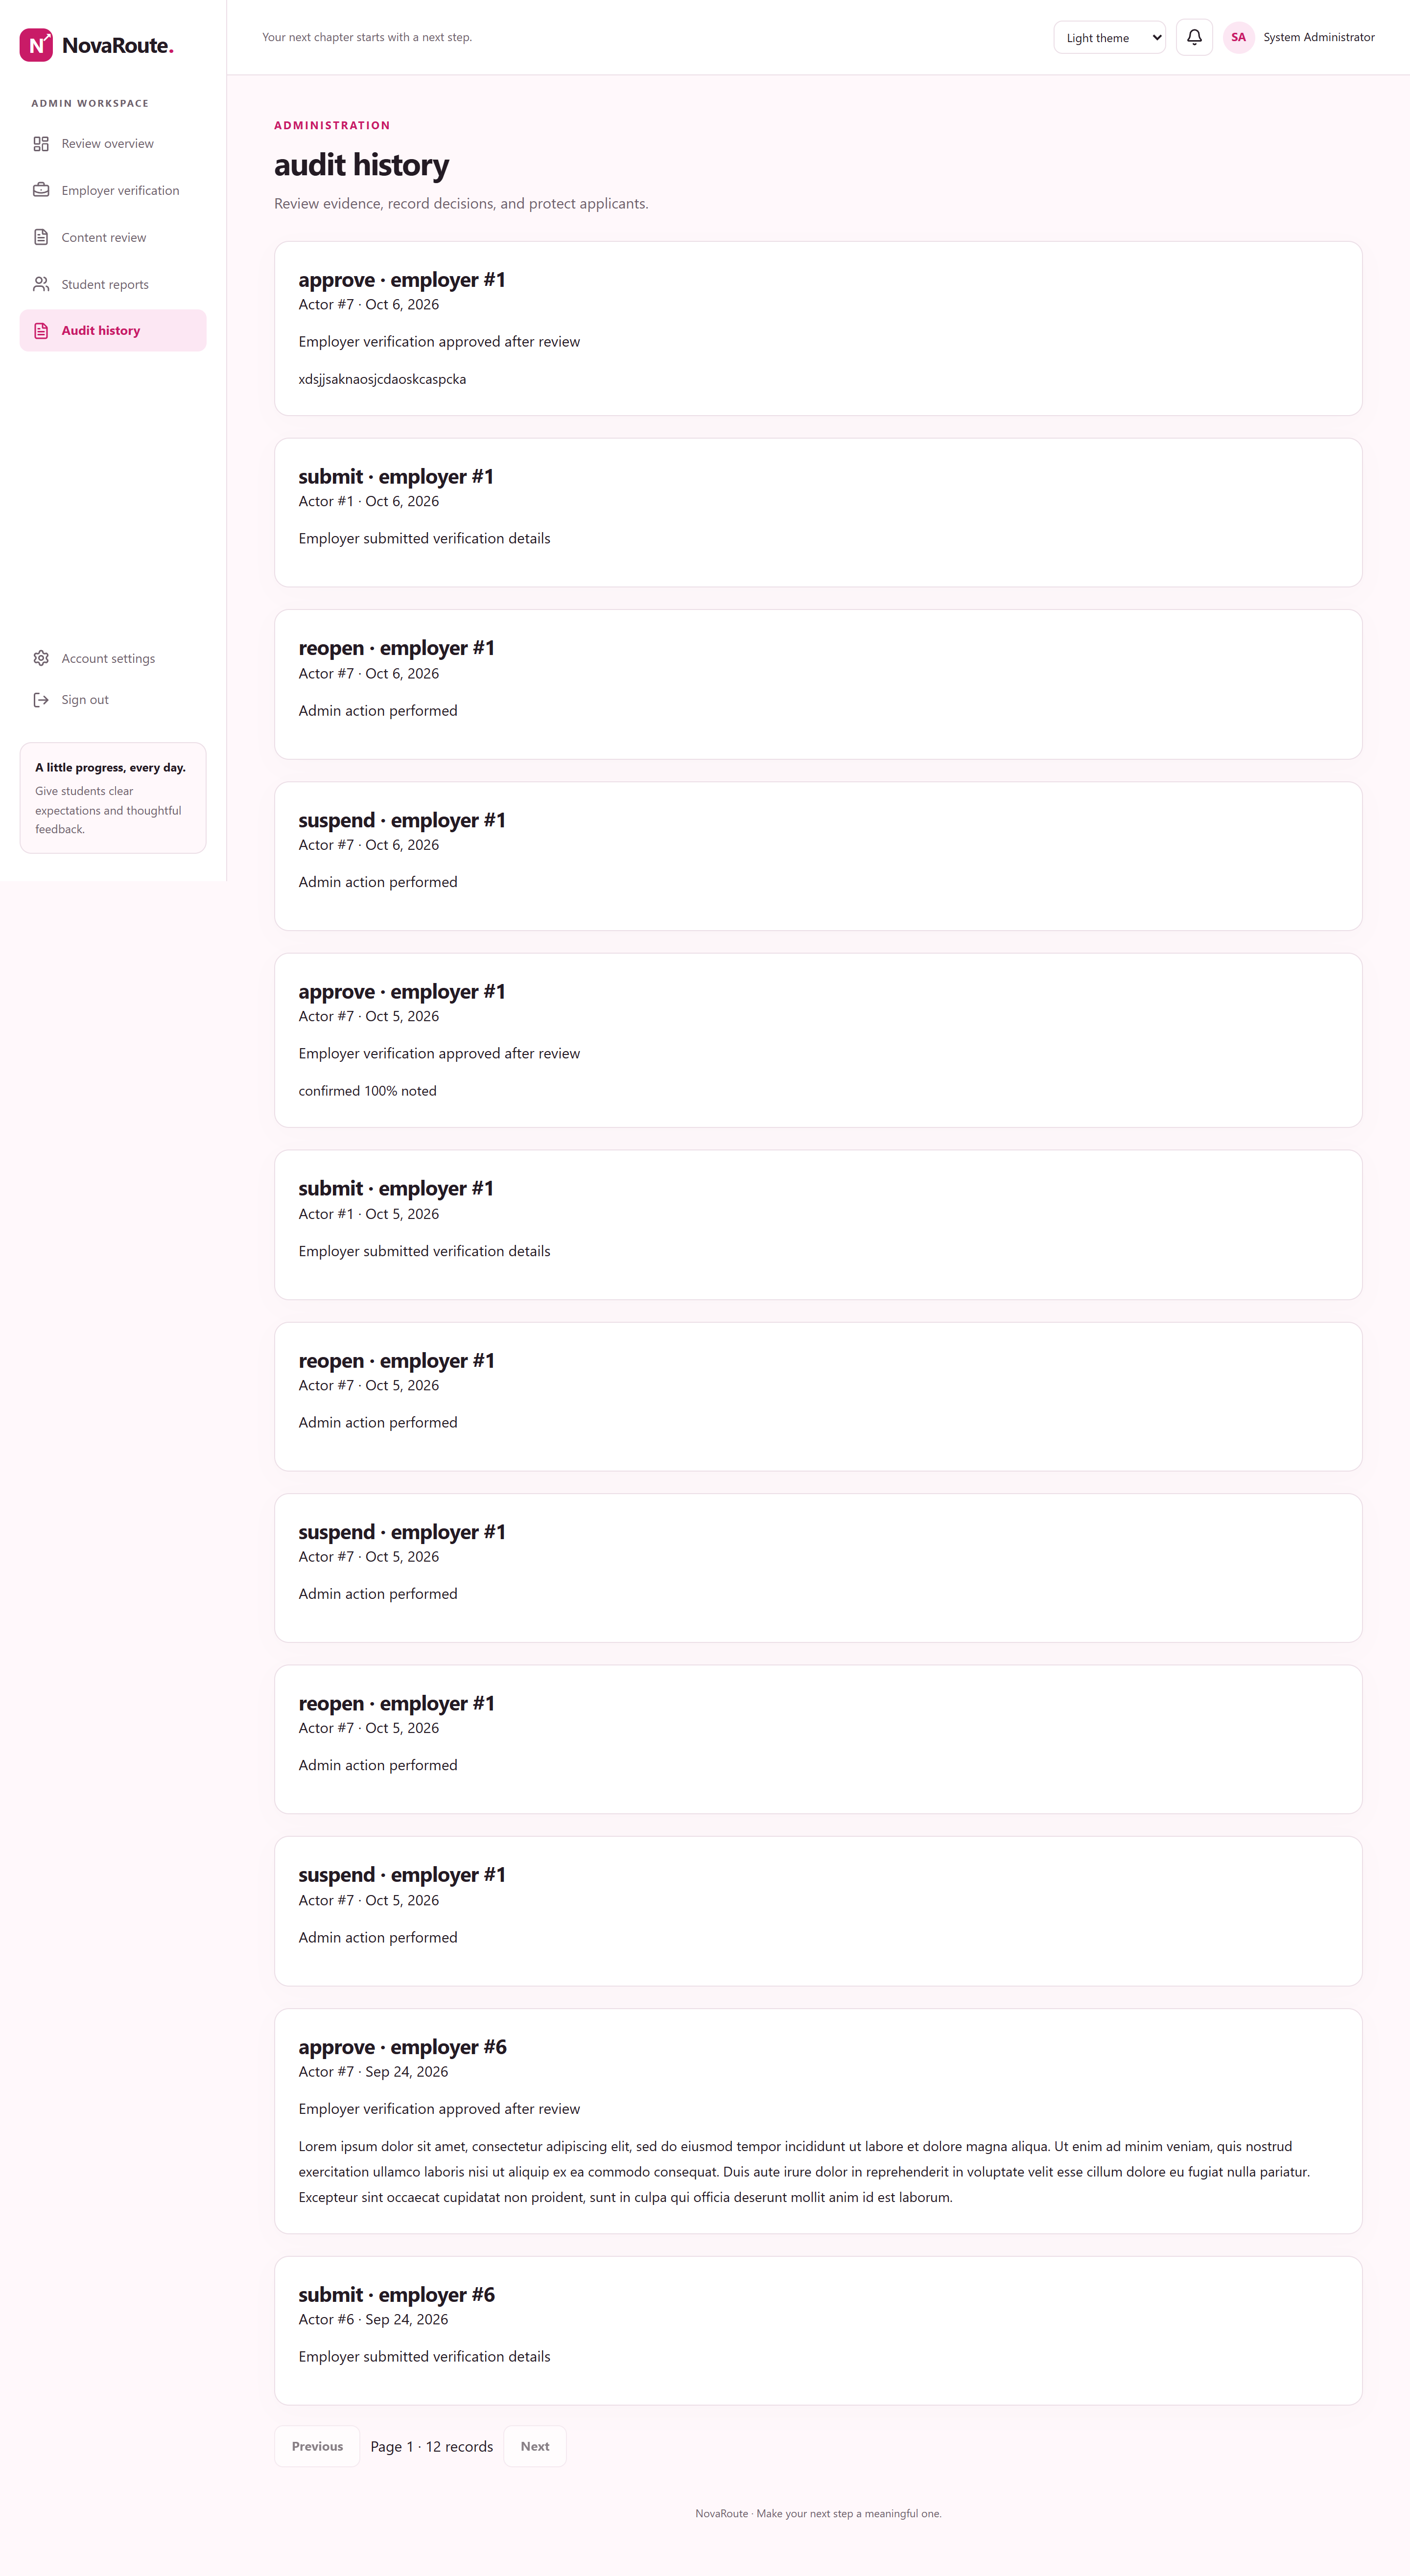 NovaRoute.
ADMIN WORKSPACE
Review overview
Employer verification
Content review
Student reports
Audit history
Account settings
Sign out
A little progress, every day.
Give students clear
expectations and thoughtful
feedback.
Your next chapter starts with a next step.
Light theme
SA
System Administrator
ADMINISTRATION
audit history
Review evidence, record decisions, and protect applicants.
approve · employer #1
Actor #7 · Oct 6, 2026
Employer verification approved after review
xdsjjsaknaosjcdaoskcaspcka
submit · employer #1
Actor #1 · Oct 6, 2026
Employer submitted verification details
reopen · employer #1
Actor #7 · Oct 6, 2026
Admin action performed
suspend · employer #1
Actor #7 · Oct 6, 2026
Admin action performed
approve · employer #1
Actor #7 · Oct 5, 2026
Employer verification approved after review
confirmed 100% noted
submit · employer #1
Actor #1 · Oct 5, 2026
Employer submitted verification details
reopen · employer #1
Actor #7 · Oct 5, 2026
Admin action performed
suspend · employer #1
Actor #7 · Oct 5, 2026
Admin action performed
reopen · employer #1
Actor #7 · Oct 5, 2026
Admin action performed
suspend · employer #1
Actor #7 · Oct 5, 2026
Admin action performed
approve · employer #6
Actor #7 · Sep 24, 2026
Employer verification approved after review
Lorem ipsum dolor sit amet, consectetur adipiscing elit, sed do eiusmod tempor incididunt ut labore et dolore magna aliqua. Ut enim ad minim veniam, quis nostrud
exercitation ullamco laboris nisi ut aliquip ex ea commodo consequat. Duis aute irure dolor in reprehenderit in voluptate velit esse cillum dolore eu fugiat nulla pariatur.
Excepteur sint occaecat cupidatat non proident, sunt in culpa qui officia deserunt mollit anim id est laborum.
submit · employer #6
Actor #6 · Sep 24, 2026
Employer submitted verification details
Previous
Page 1 · 12 records
Next
NovaRoute · Make your next step a meaningful one.